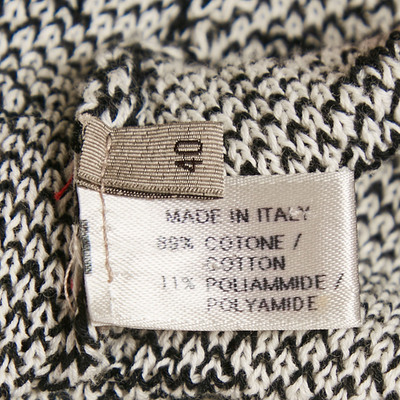 40
MADE IN ITALY
89% COTONE /
COTTON
11% POLIAMMIDE /
POLYAMIDE